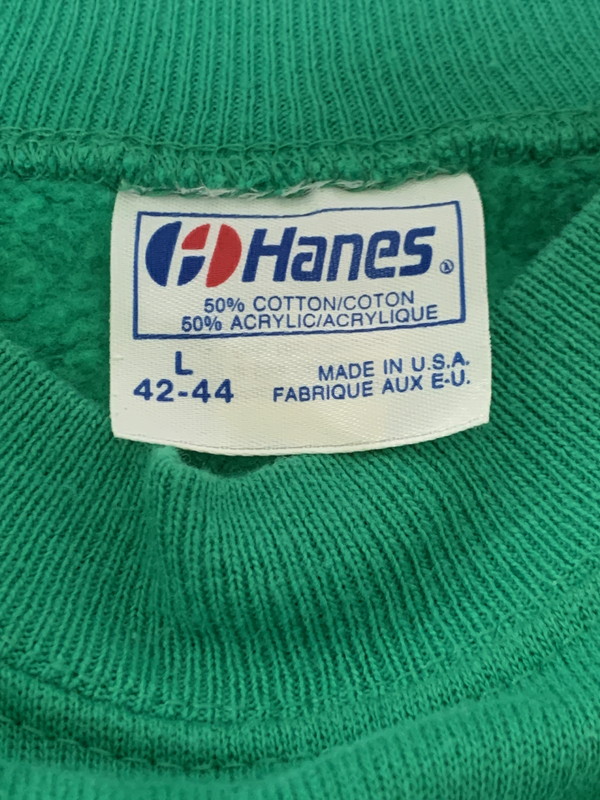 Hanes®
50% COTTON/COTON
50% ACRYLIC/ACRYLIQUE
L
42-44
MADE IN U.S.A.
FABRIQUE AUX E-U.